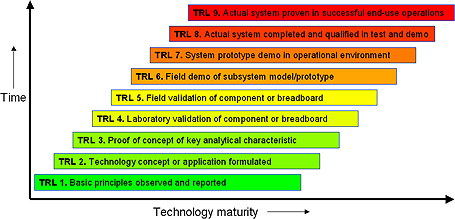 TRL 9. Actual system proven in successful end-use operations
TRL 8. Actual system completed and qualified in test and demo
TRL 7. System prototype demo in operational environment
TRL 6. Field demo of subsystem model/prototype
TRL 5. Field validation of component or breadboard
TRL 4. Laboratory validation of component or breadboard
TRL 3. Proof of concept of key analytical characteristic
TRL 2. Technology concept or application formulated
TRL 1. Basic principles observed and reported
Time
Technology maturity